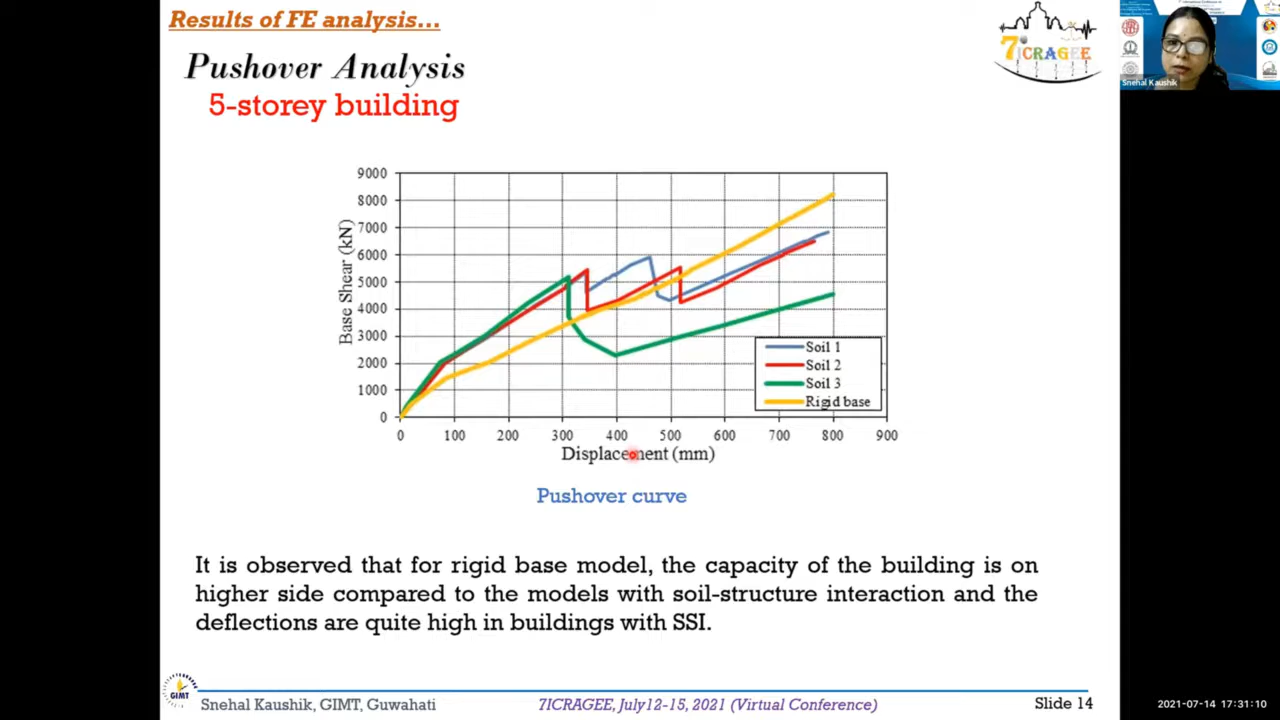 Results of FE analysis...
7ICRAGEE
Pushover Analysis
5-storey building
Snehal Kaushik
9000
8000
7000
6000
5000
4000
3000
2000
1000
0
Base Shear (kN)
Soil 1
Soil 2
Soil 3
Rigid base
0 100 200 300 400 500 600 700 800 900
Displacement (mm)
Pushover curve
It is observed that for rigid base model, the capacity of the building is on
higher side compared to the models with soil-structure interaction and the
deflections are quite high in buildings with SSI.
GIMT
Snehal Kaushik, GIMT, Guwahati
7ICRAGEE, July12-15, 2021 (Virtual Conference)
Slide 14
2021-07-14 17:31:10